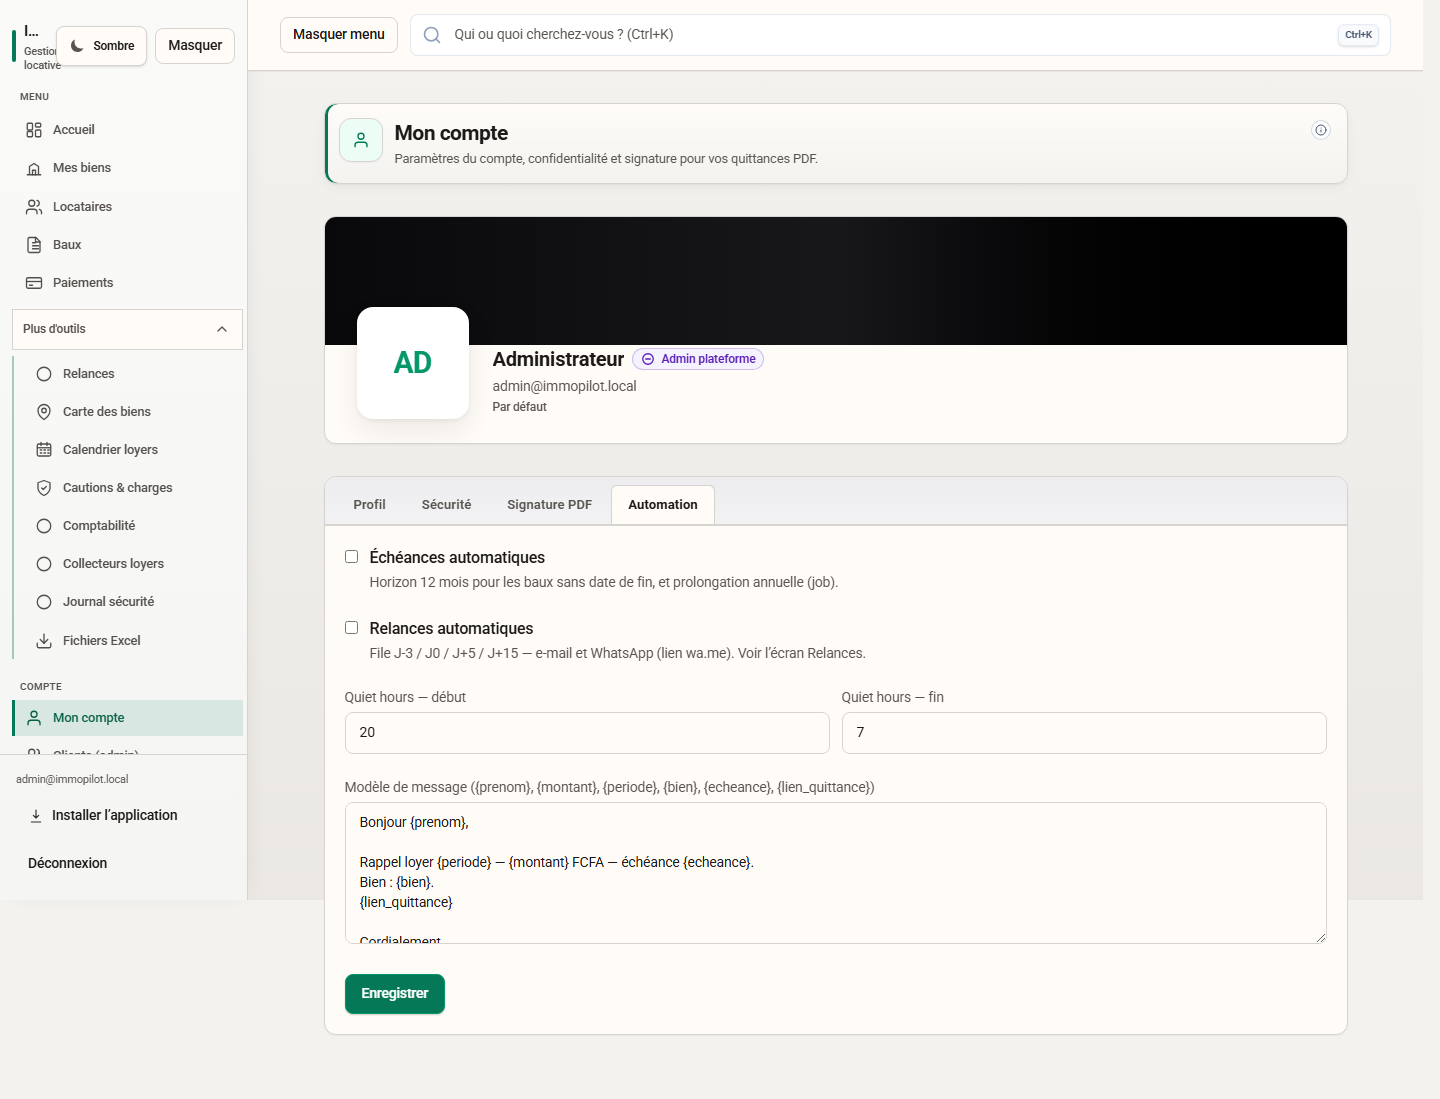 I...
Gestion
locative
Sombre
Masquer
MENU
Accueil
Mes biens
Locataires
Baux
Paiements
Plus d'outils
Relances
Carte des biens
Calendrier loyers
Cautions & charges
Comptabilité
Collecteurs loyers
Journal sécurité
Fichiers Excel
COMPTE
Mon compte
Clients (admin)
admin@immopilot.local
Installer l’application
Déconnexion
Masquer menu
Qui ou quoi cherchez-vous ? (Ctrl+K)
Ctrl+K
Mon compte
Paramètres du compte, confidentialité et signature pour vos quittances PDF.
AD
Administrateur
Admin plateforme
admin@immopilot.local
Par défaut
Profil
Sécurité
Signature PDF
Automation
Échéances automatiques
Horizon 12 mois pour les baux sans date de fin, et prolongation annuelle (job).
Relances automatiques
File J-3 / J0 / J+5 / J+15 — e-mail et WhatsApp (lien wa.me). Voir l’écran Relances.
Quiet hours — début
Quiet hours — fin
20
7
Modèle de message ({prenom}, {montant}, {periode}, {bien}, {echeance}, {lien_quittance})
Bonjour {prenom},
Rappel loyer {periode} — {montant} FCFA — échéance {echeance}.
Bien : {bien}.
{lien_quittance}
Cordialement
Enregistrer